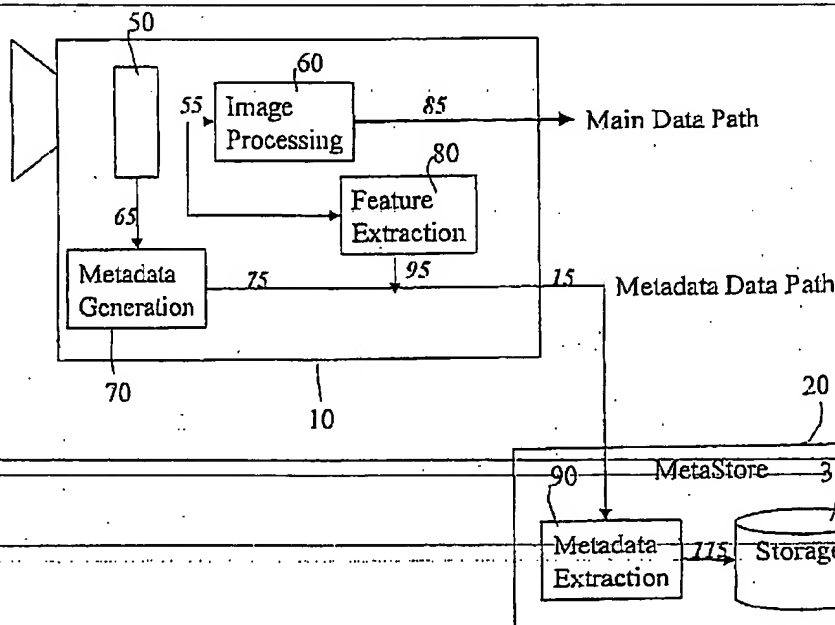 50
60
55
Image
Processing
85
Main Data Path
80
Feature
Extraction
65
95
Metadata
Generation
75
15
Metadata Data Path
70
10
20
90
MetaStore
3
Metadata
Extraction
115
Storage